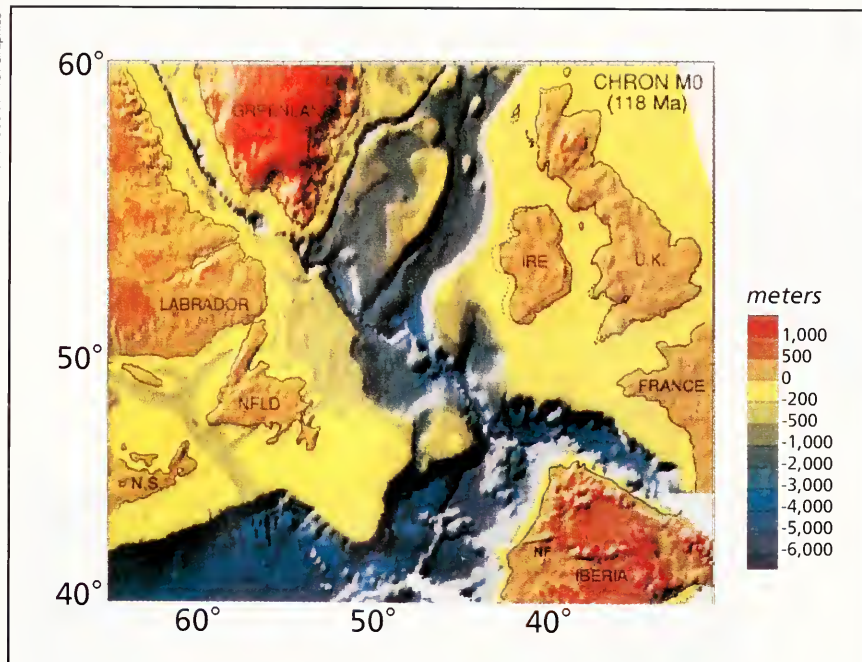 60°
CHRON M0
(118 Ma)
GREENLAND
IRE
U.K.
LABRADOR
meters
1,000
500
0
-200
-500
-1,000
-2,000
-3,000
-4,000
-5,000
-6,000
50°
FRANCE
NFLD
N.S.
NF
IBERIA
40°
60°
50°
40°